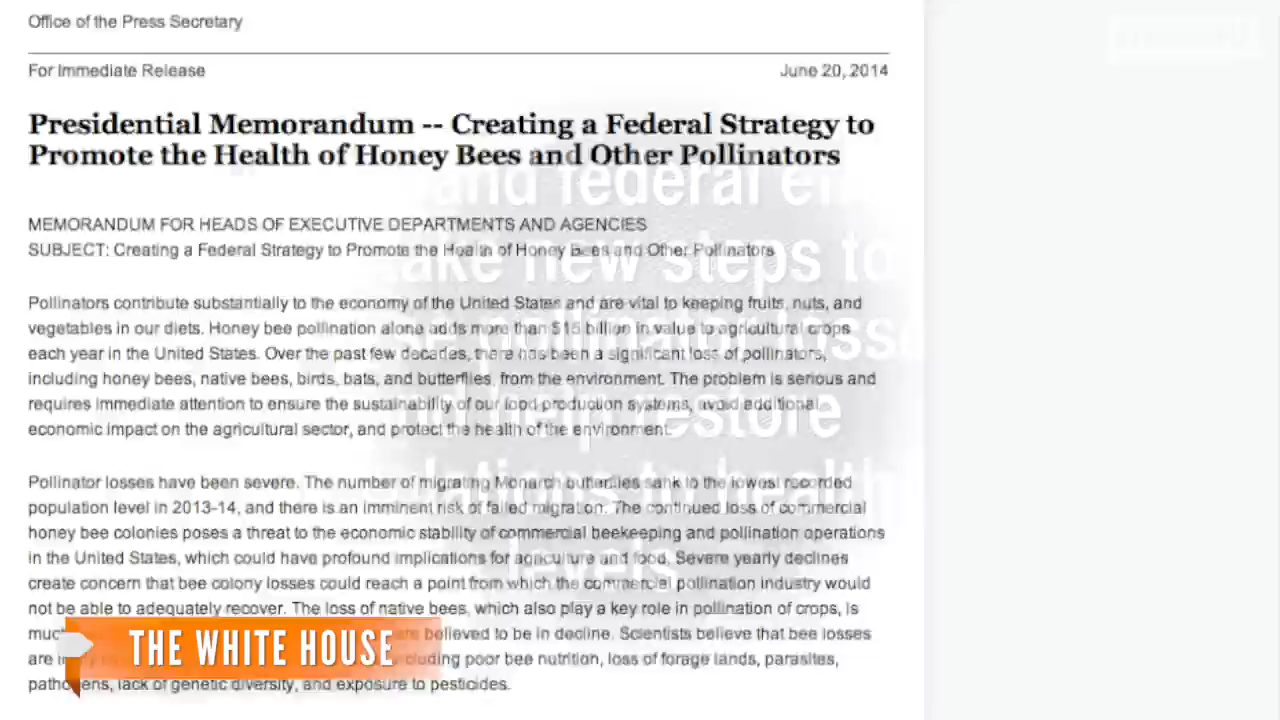 Office of the Press Secretary
For Immediate Release June 20, 2014
Presidential Memorandum -- Creating a Federal Strategy to
Promote the Health of Honey Bees and Other Pollinators
MEMORANDUM FOR HEADS OF EXECUTIVE DEPARTMENTS AND AGENCIES
SUBJECT: Creating a Federal Strategy to Promote the Health of Honey Bees and Other Pollinators
Pollinators contribute substantially to the economy of the United States and are vital to keeping fruits, nuts, and
vegetables in our diets. Honey bee pollination alone adds more than $15 billion in value to agricultural crops
each year in the United States. Over the past few decades, there has been a significant loss of pollinators,
including honey bees, native bees, birds, bats, and butterflies, from the environment. The problem is serious and
requires immediate attention to ensure the sustainability of our food production systems, avoid additional
economic impact on the agricultural sector, and protect the health of the environment.
Pollinator losses have been severe. The number of migrating Monarch butterflies sank to the lowest recorded
population level in 2013-14, and there is an imminent risk of failed migration. The continued loss of commercial
honey bee colonies poses a threat to the economic stability of commercial beekeeping and pollination operations
in the United States, which could have profound implications for agriculture and food. Severe yearly declines
create concern that bee colony losses could reach a point from which the commercial pollination industry would
not be able to adequately recover. The loss of native bees, which also play a key role in pollination of crops, is
believed to be in decline. Scientists believe that bee losses
are poor bee nutrition, loss of forage lands, parasites,
pathogens, lack of genetic diversity, and exposure to pesticides.
and federal
take new steps to
pollinator
help restore
to
levels
THE WHITE HOUSE